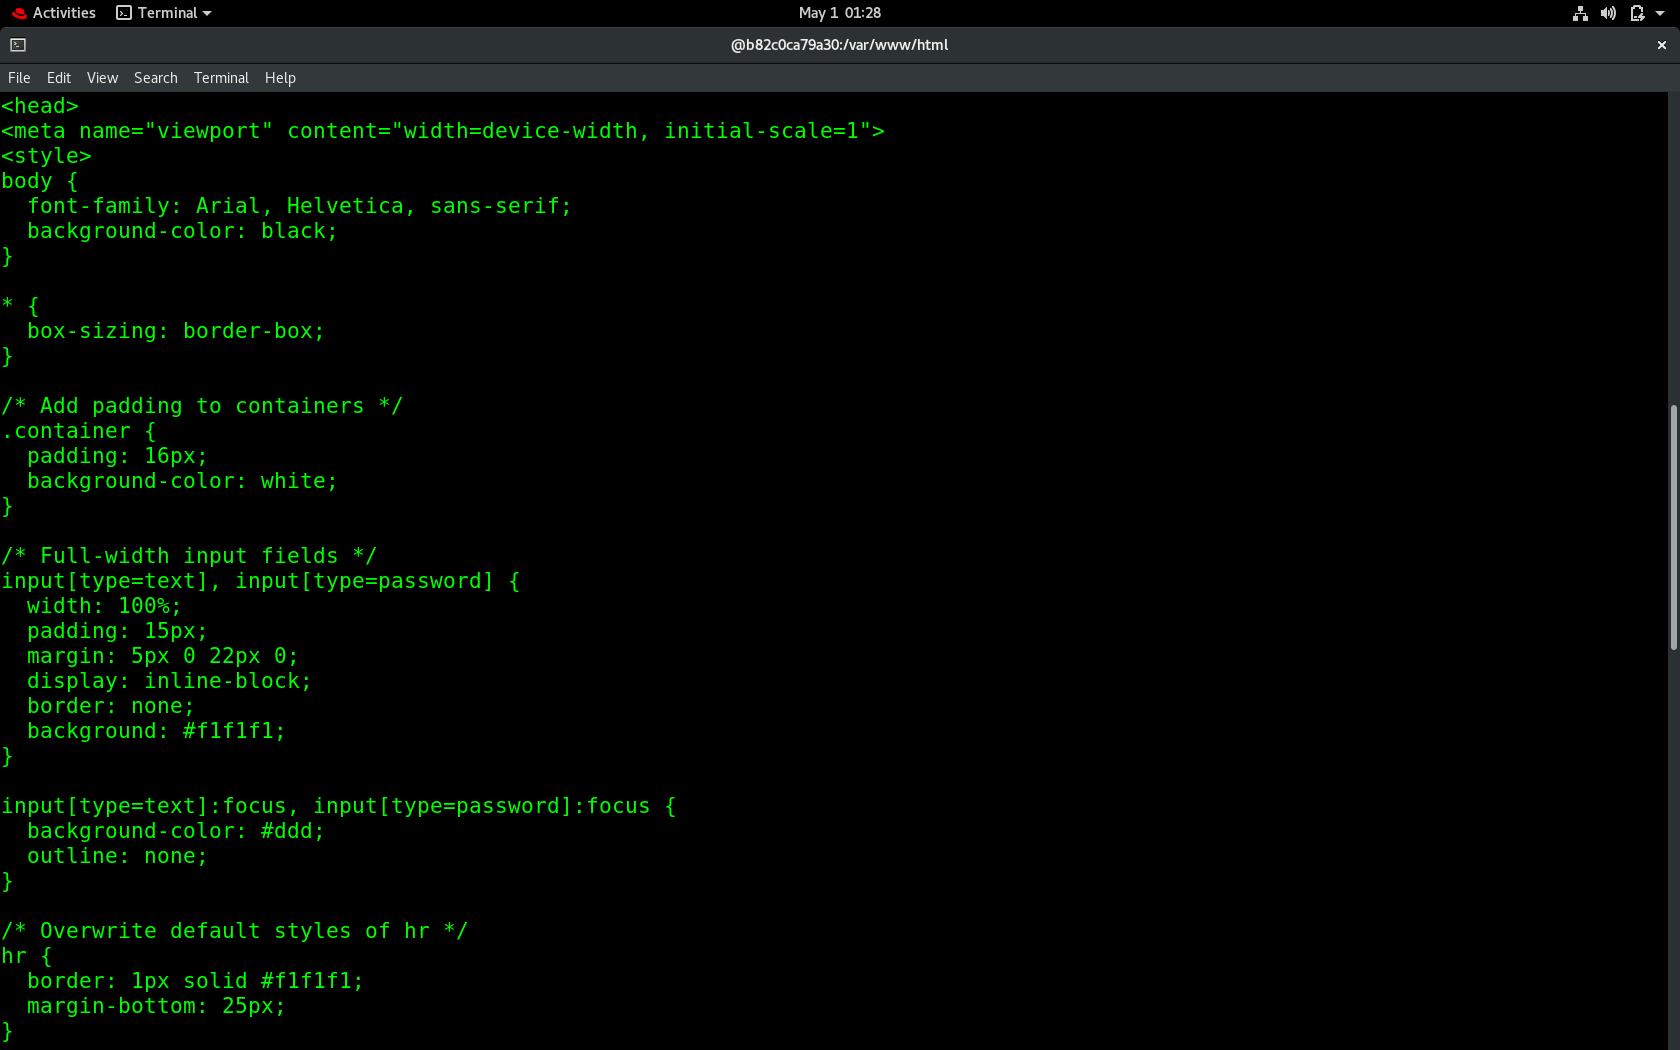 Activities Terminal May 1 01:28
@b82c0ca79a30:/var/www/html
File Edit View Search Terminal Help
<head>
<meta name="viewport" content="width=device-width, initial-scale=1">
<style>
body {
  font-family: Arial, Helvetica, sans-serif;
  background-color: black;
}

* {
  box-sizing: border-box;
}

/* Add padding to containers */
.container {
  padding: 16px;
  background-color: white;
}

/* Full-width input fields */
input[type=text], input[type=password] {
  width: 100%;
  padding: 15px;
  margin: 5px 0 22px 0;
  display: inline-block;
  border: none;
  background: #f1f1f1;
}

input[type=text]:focus, input[type=password]:focus {
  background-color: #ddd;
  outline: none;
}

/* Overwrite default styles of hr */
hr {
  border: 1px solid #f1f1f1;
  margin-bottom: 25px;
}